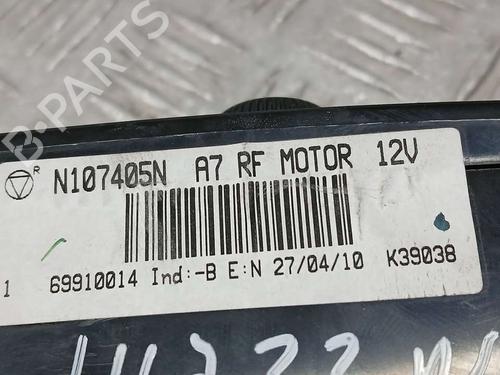 R N107405N A7 RF MOTOR 12V
1 69910014 Ind:-B E:N 27/04/10 K39038
B-PARTS